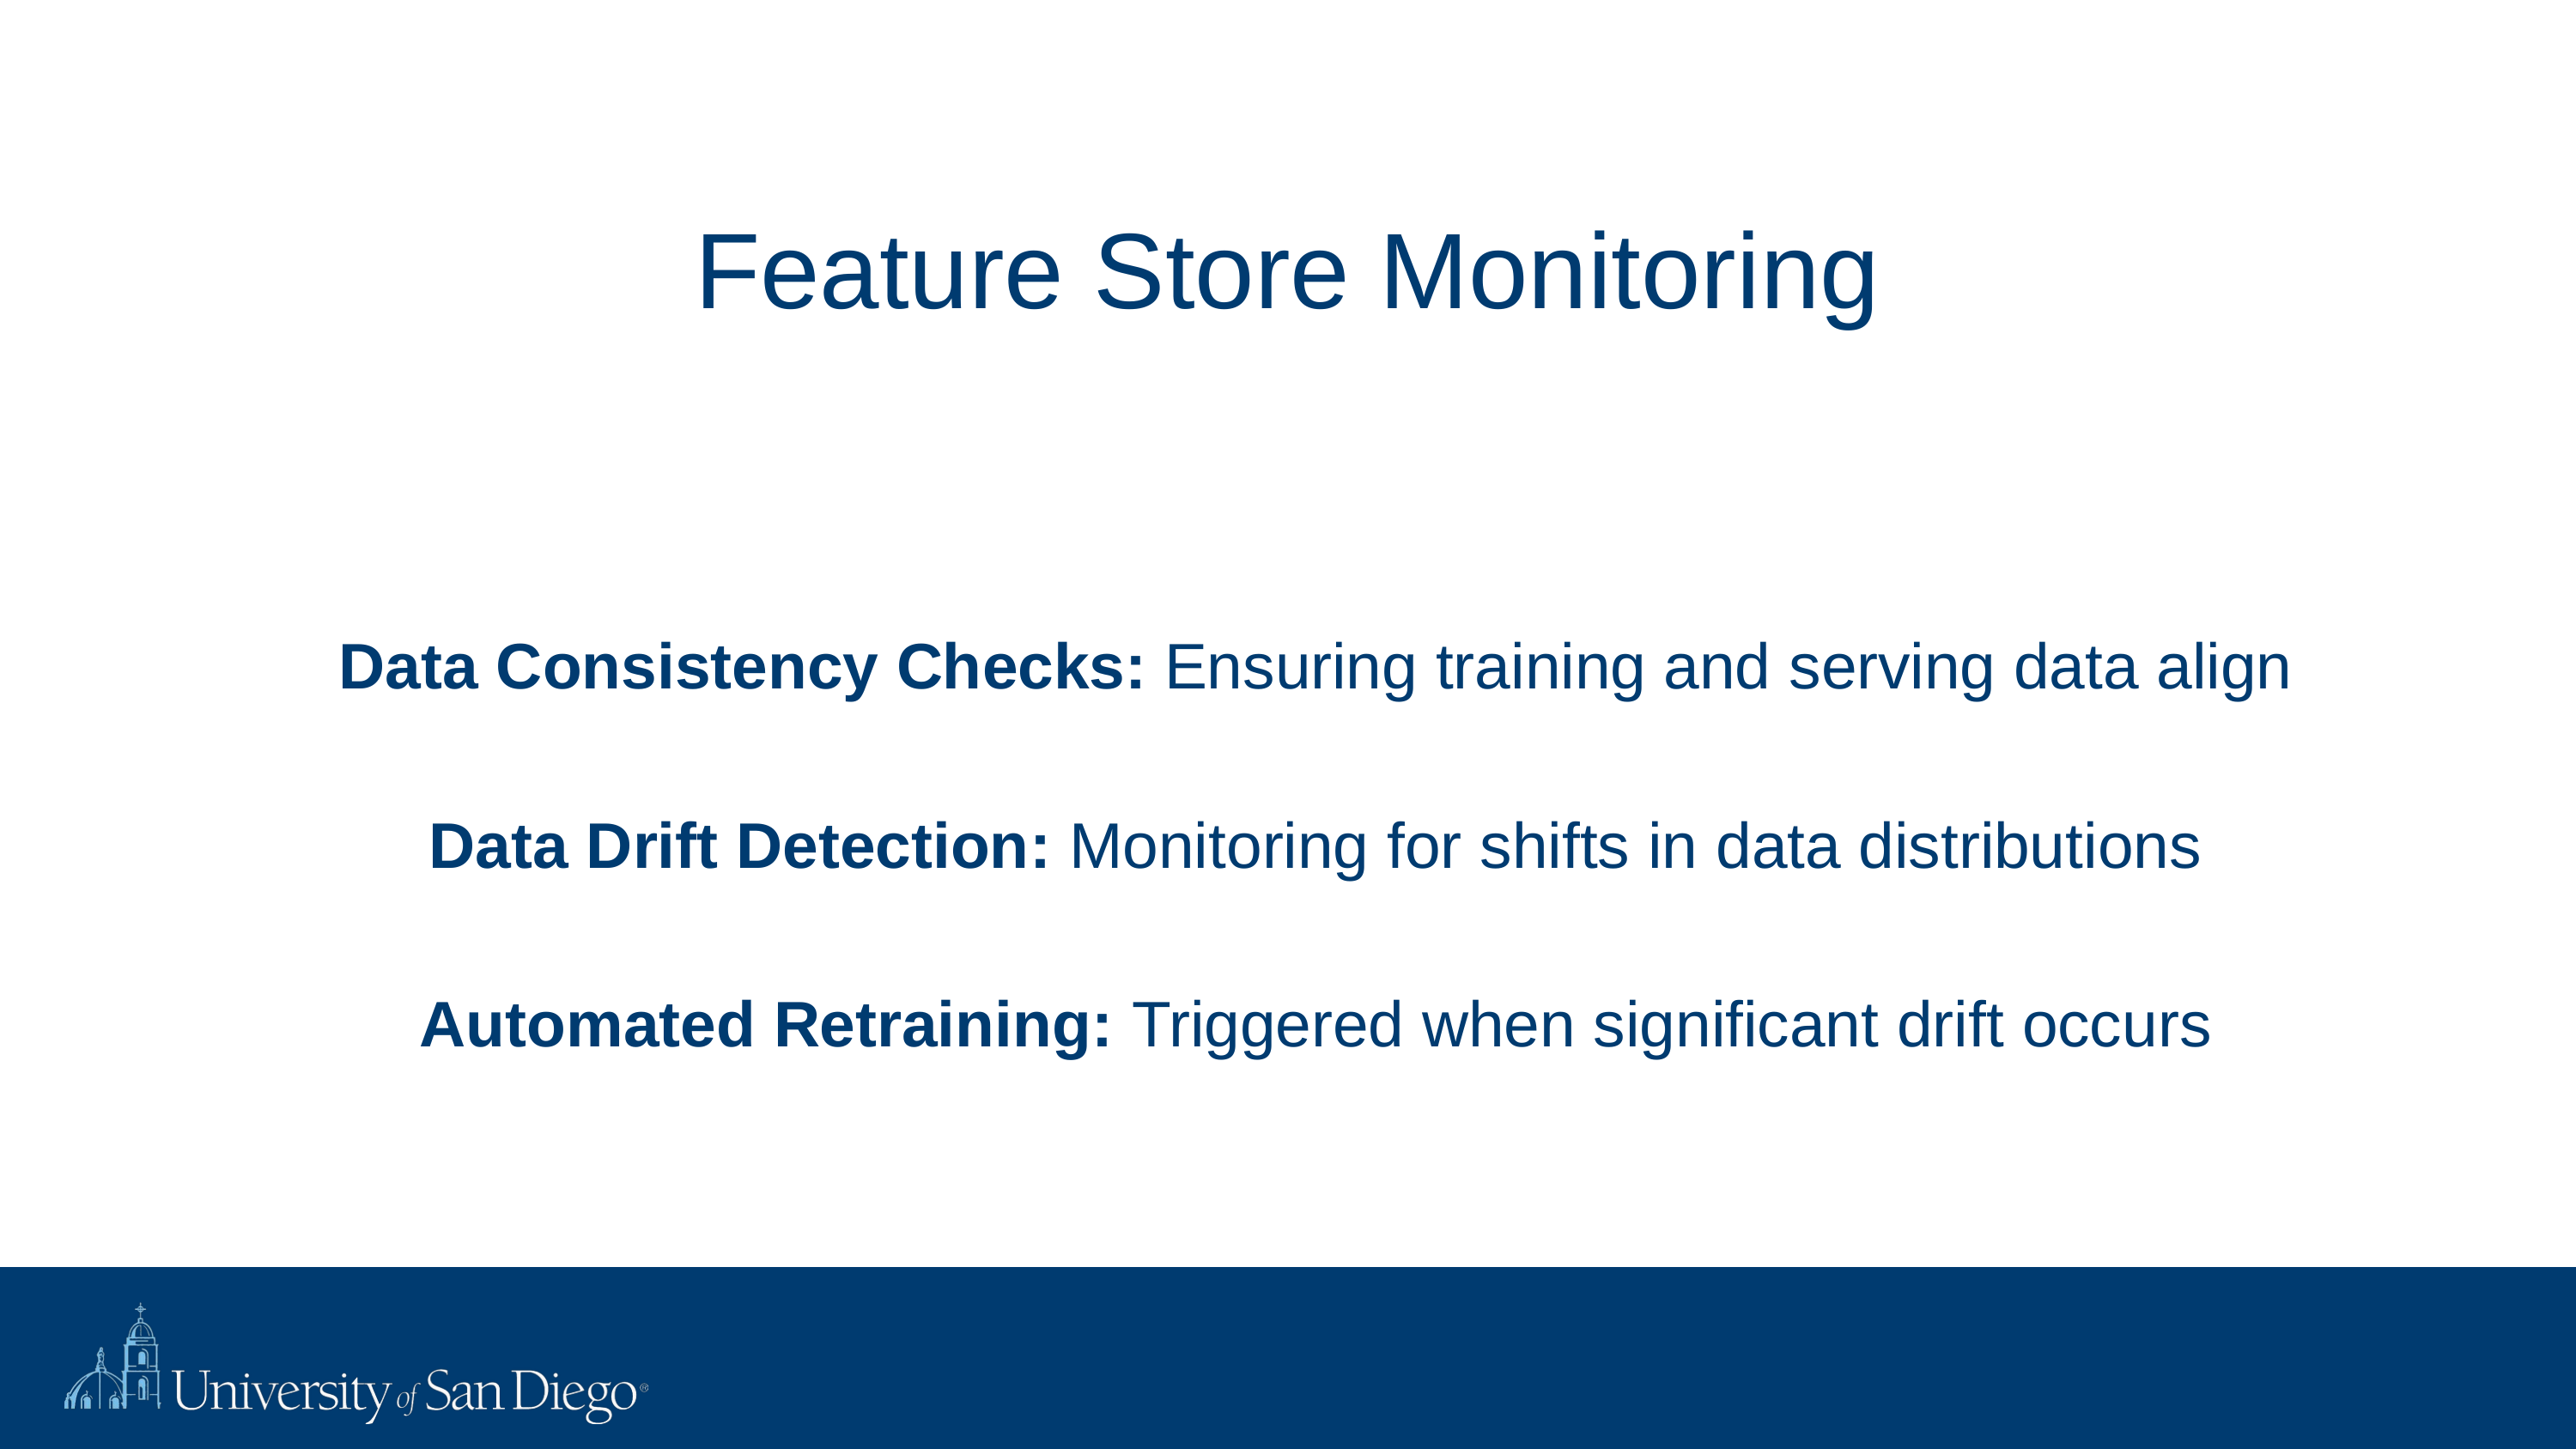 Feature Store Monitoring
Data Consistency Checks: Ensuring training and serving data align
Data Drift Detection: Monitoring for shifts in data distributions
Automated Retraining: Triggered when significant drift occurs
University of San Diego®